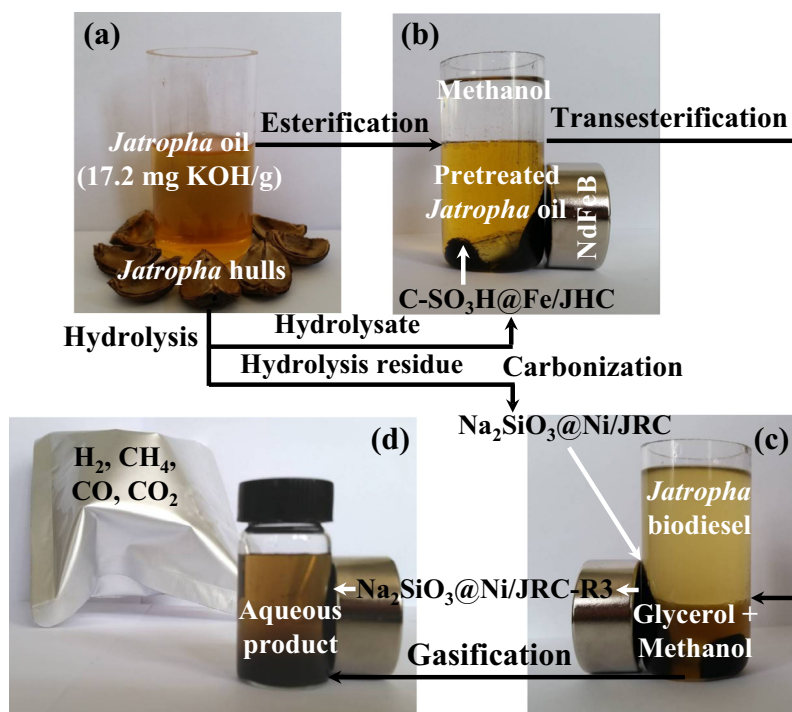 (a)
Jatropha oil
(17.2 mg KOH/g)
Jatropha hulls
Esterification
(b)
Methanol
Pretreated
Jatropha oil
NdFeB
C-SO₃H@Fe/JHC
Transesterification
Hydrolysis
Hydrolysate
Hydrolysis residue
Carbonization
Na₂SiO₃@Ni/JRC
(c)
Jatropha
biodiesel
Glycerol +
Methanol
Na₂SiO₃@Ni/JRC-R3
Gasification
(d)
H₂, CH₄,
CO, CO₂
Aqueous
product